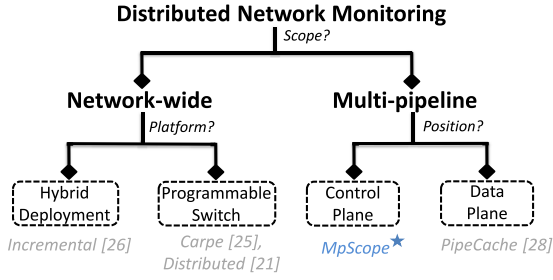 Distributed Network Monitoring
Scope?
Network-wide
Multi-pipeline
Platform?
Position?
Hybrid
Deployment
Programmable
Switch
Control
Plane
Data
Plane
Incremental [26]
Carpe [25],
Distributed [21]
MpScope★
PipeCache [28]